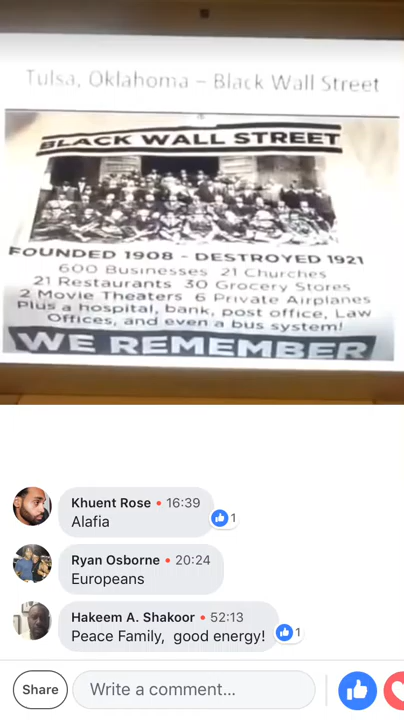 Tulsa, Oklahoma – Black Wall Street
BLACK WALL STREET
FOUNDED 1908 - DESTROYED 1921
600 Businesses 21 Churches
21 Restaurants 30 Grocery Stores
2 Movie Theaters 6 Private Airplanes
Plus a hospital, bank, post office, Law
Offices, and even a bus system!
WE REMEMBER
Khuent Rose • 16:39
Alafia
1
Ryan Osborne • 20:24
Europeans
Hakeem A. Shakoor • 52:13
Peace Family, good energy!
1
Share
Write a comment...